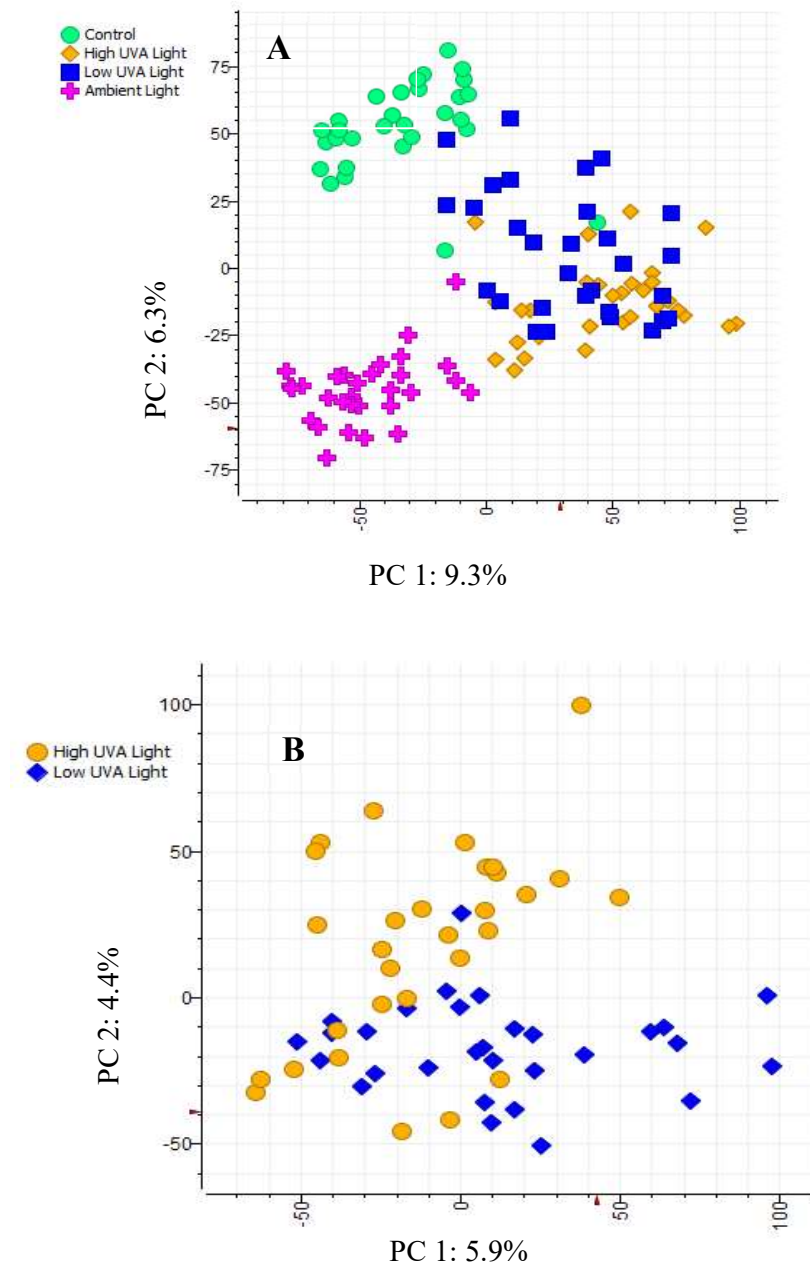 A
Control
High UVA Light
Low UVA Light
Ambient Light
75
50
25
0
-25
-50
-75
PC 2: 6.3%
-50
0
50
100
PC 1: 9.3%
High UVA Light
Low UVA Light
B
100
50
0
-50
PC 2: 4.4%
-50
0
50
100
PC 1: 5.9%